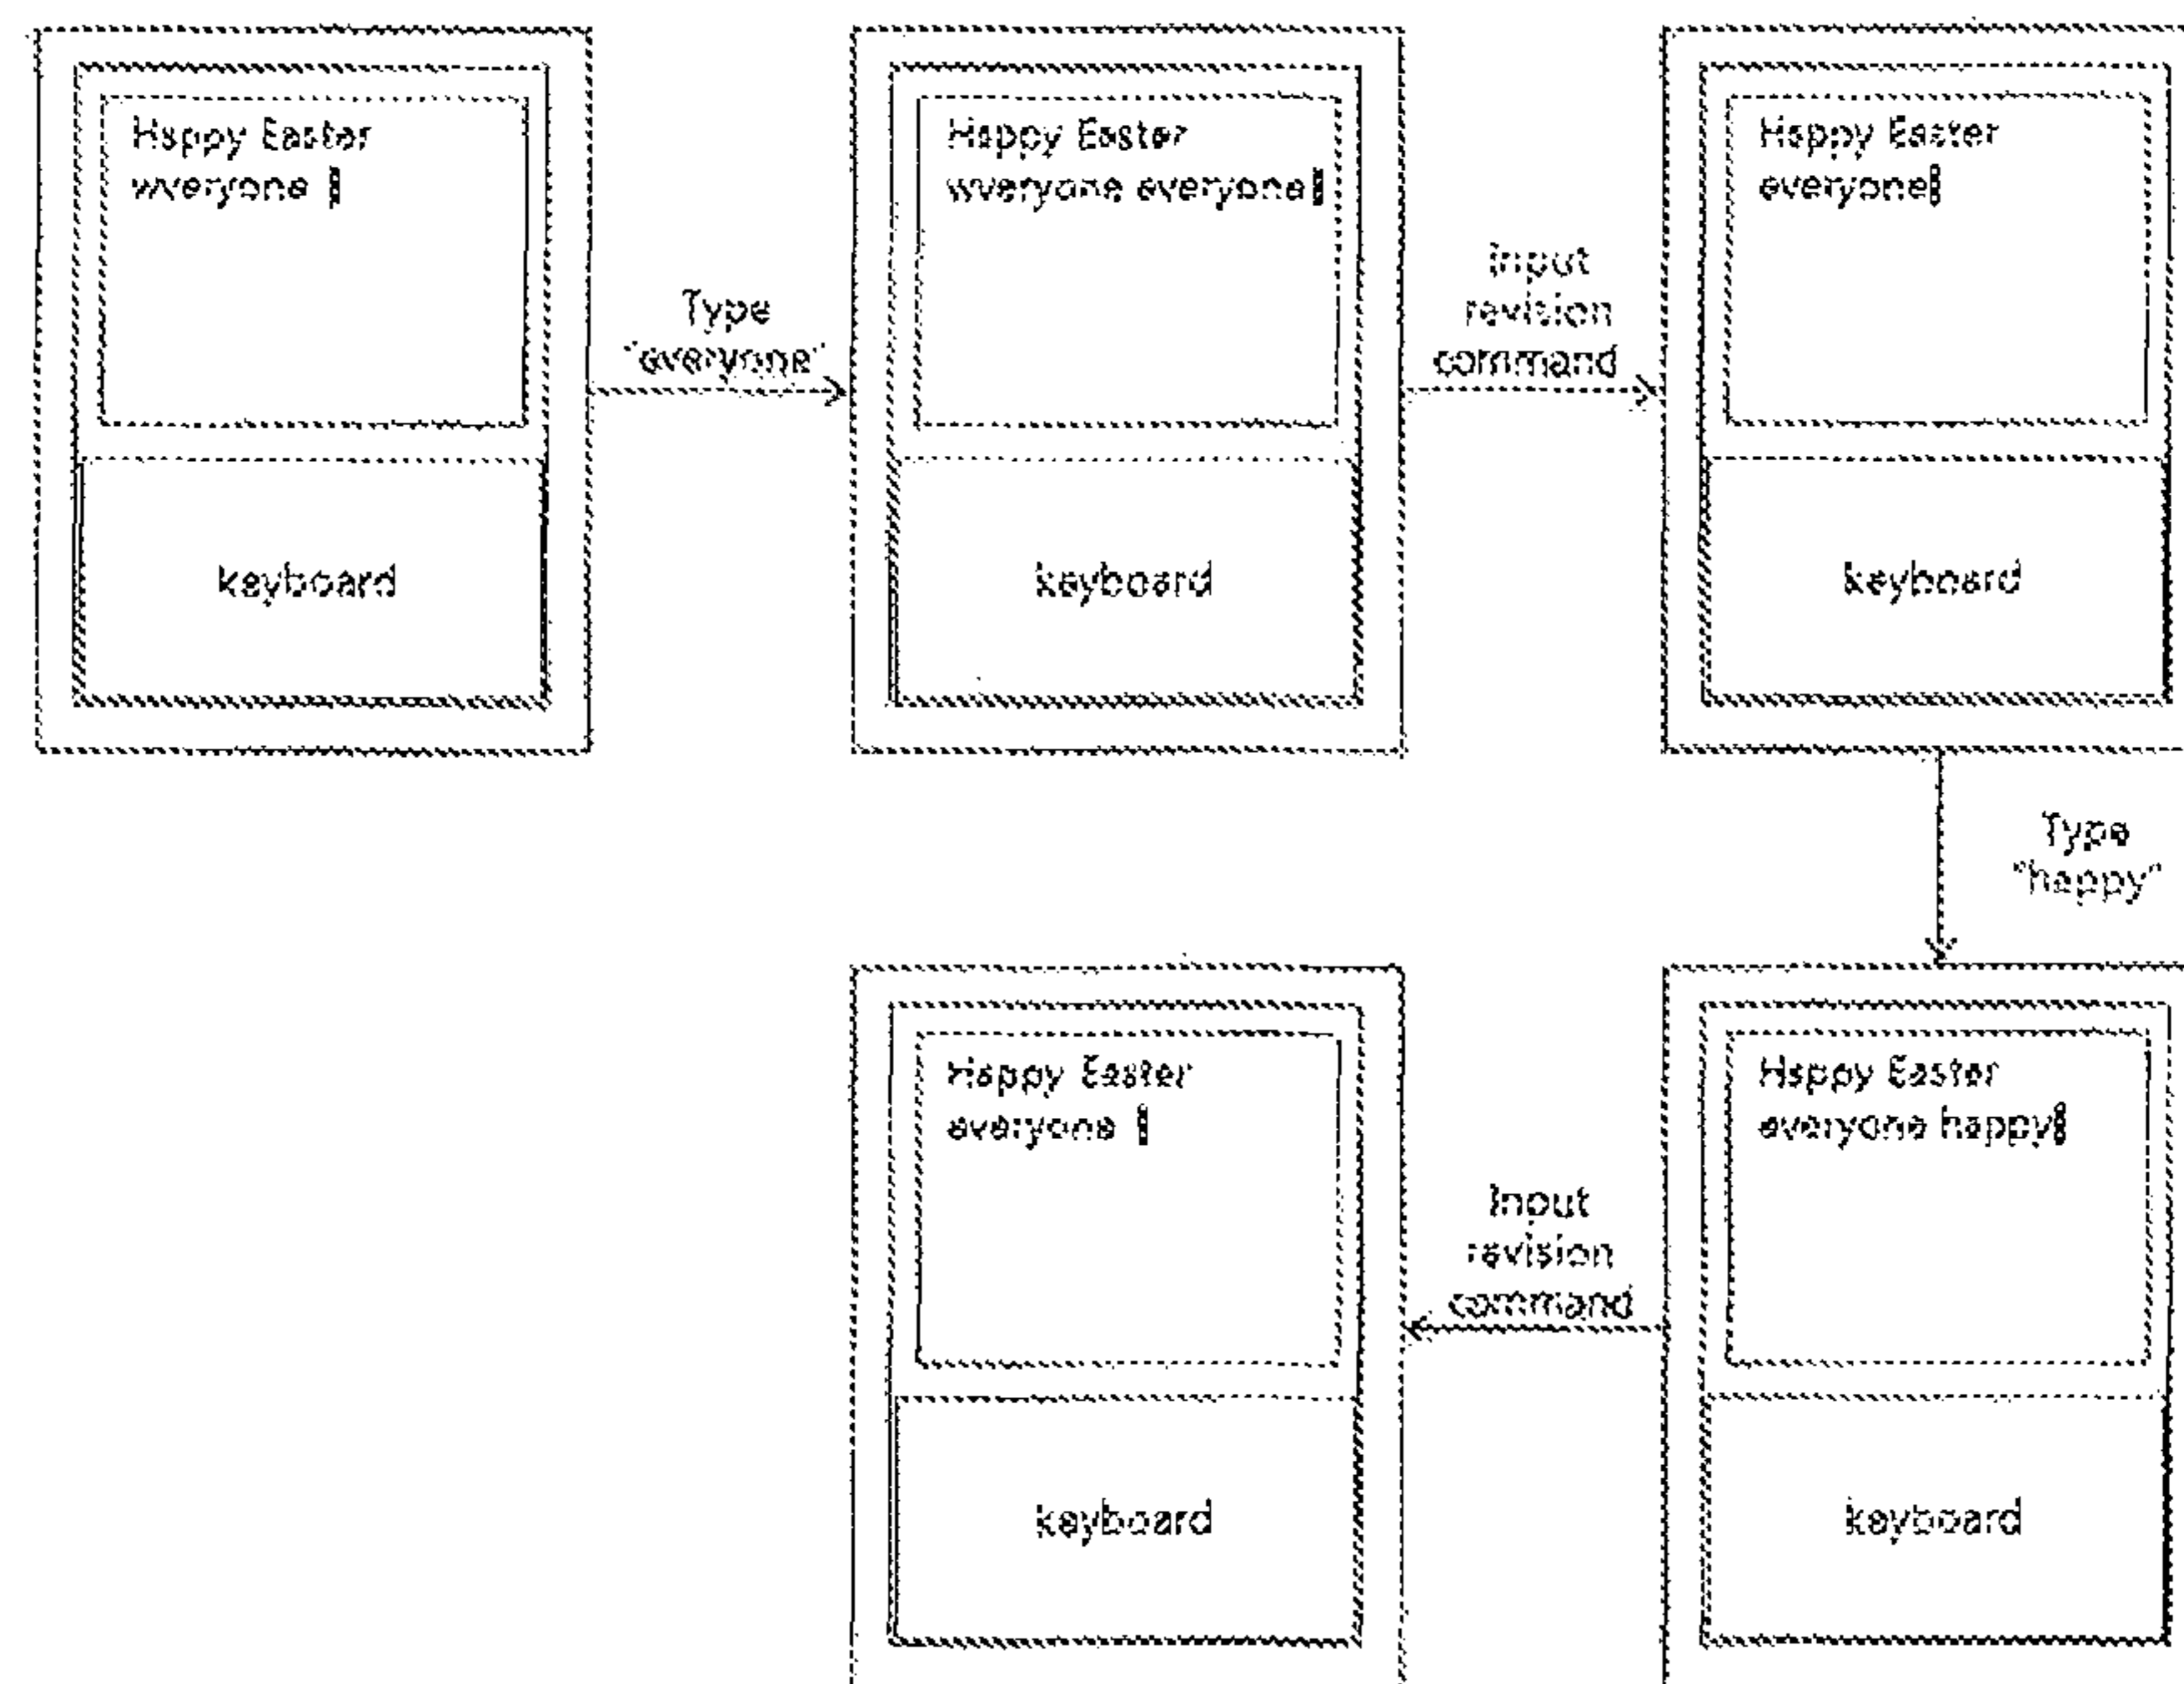 Hsppy Easter
wveryone
keyboard
Type
"everyone"
Hsppy Easter
wveryone everyone
keyboard
Input
revision
command
Hsppy Easter
everyone
keyboard
Type
"happy"
Hsppy Easter
everyone happy
keyboard
Input
revision
command
Happy Easter
everyone
keyboard